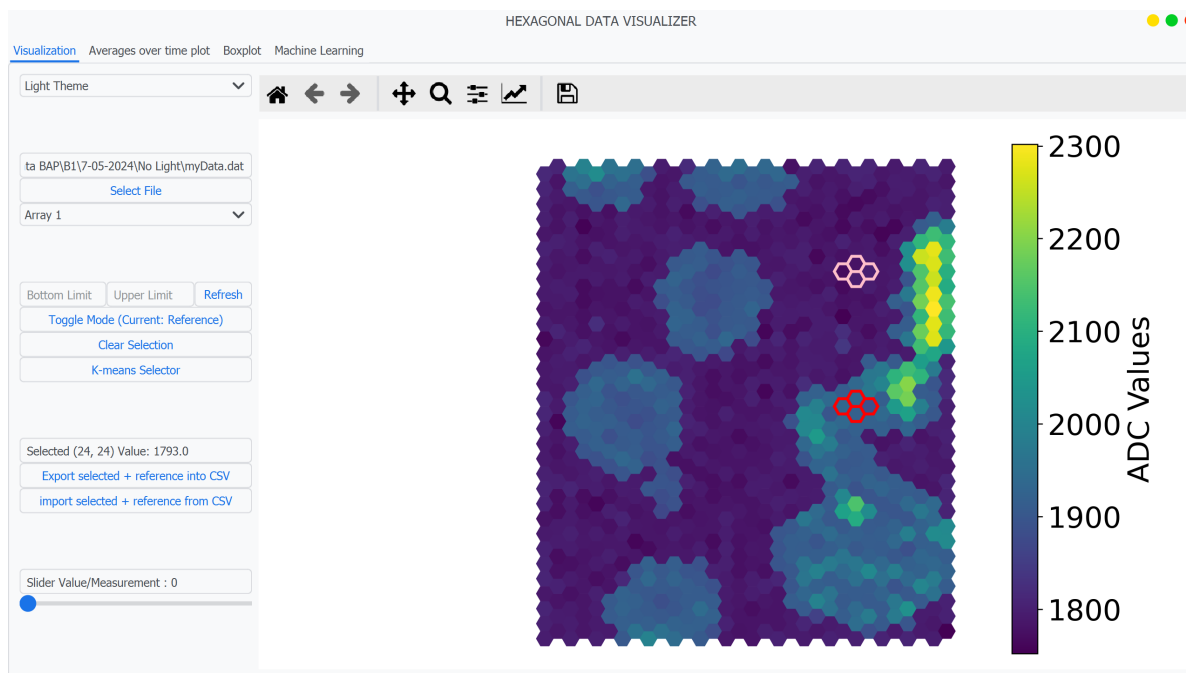 HEXAGONAL DATA VISUALIZER
Visualization Averages over time plot Boxplot Machine Learning
Light Theme
ta BAP\B1\7-05-2024\No Light\myData.dat
Select File
Array 1
Bottom Limit Upper Limit Refresh
Toggle Mode (Current: Reference)
Clear Selection
K-means Selector
Selected (24, 24) Value: 1793.0
Export selected + reference into CSV
import selected + reference from CSV
Slider Value/Measurement : 0
2300
2200
2100
2000
1900
1800
ADC Values